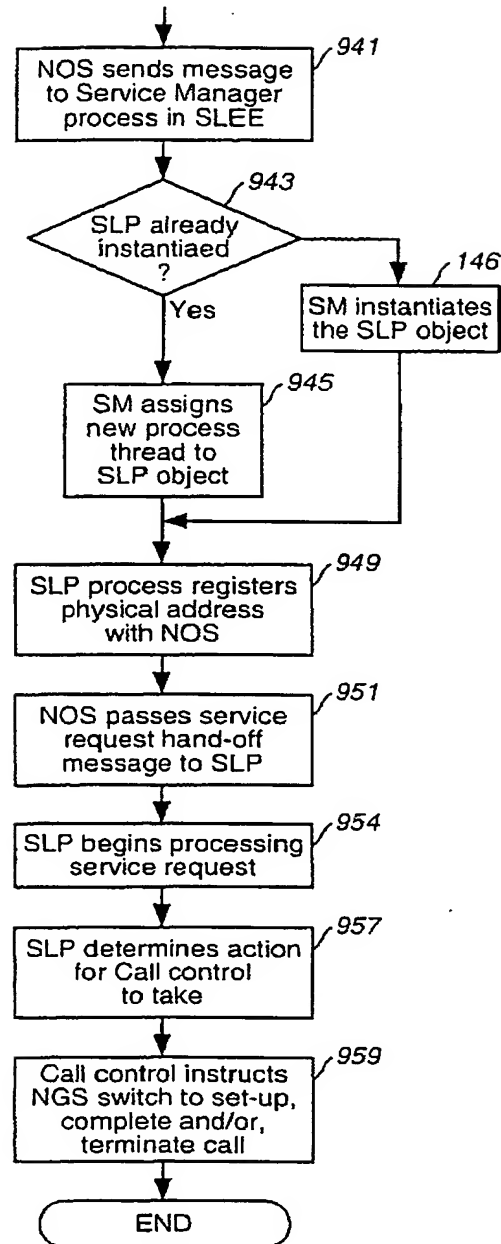 941
NOS sends message
to Service Manager
process in SLEE
943
SLP already
instantiaed
?
Yes
146
SM instantiates
the SLP object
945
SM assigns
new process
thread to
SLP object
949
SLP process registers
physical address
with NOS
951
NOS passes service
request hand-off
message to SLP
954
SLP begins processing
service request
957
SLP determines action
for Call control
to take
959
Call control instructs
NGS switch to set-up,
complete and/or,
terminate call
END